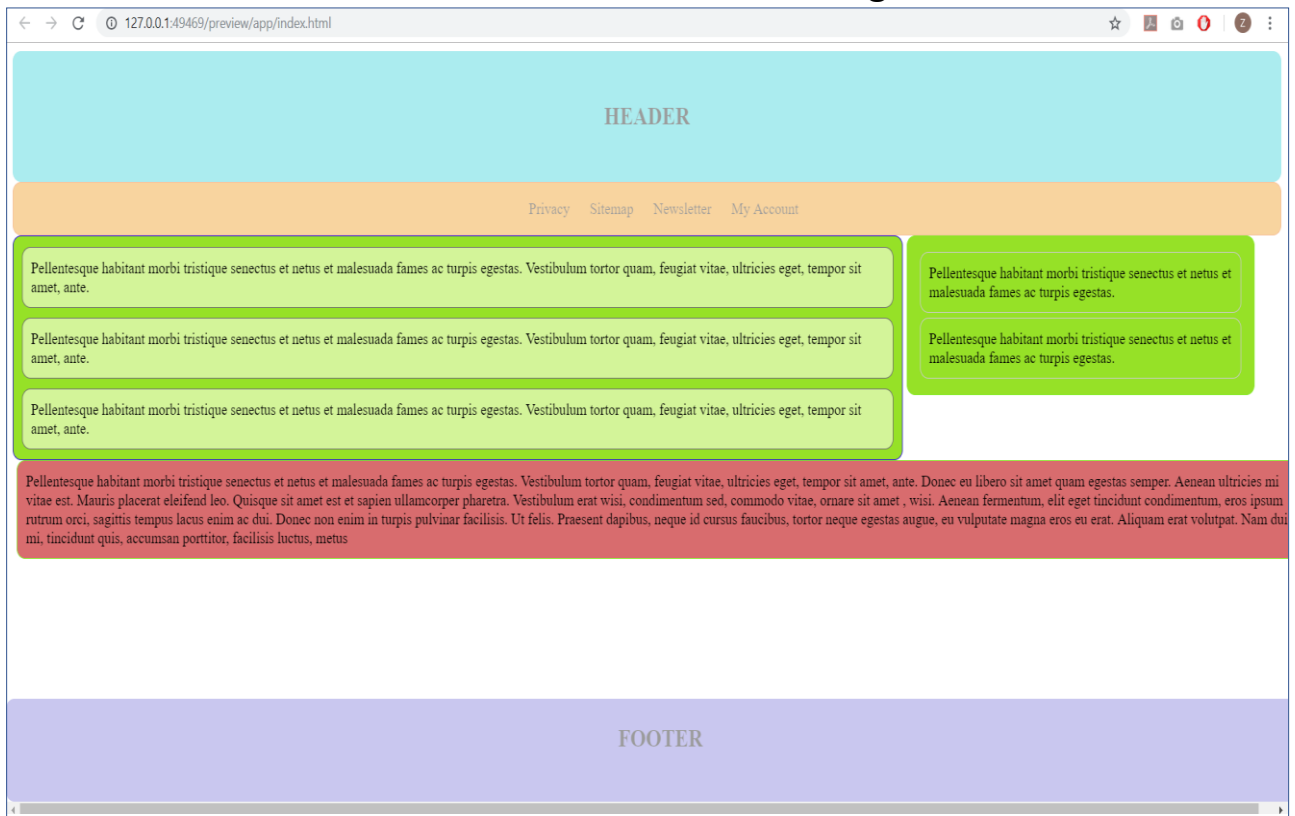 127.0.0.1:49469/preview/app/index.html
Z
HEADER
Privacy Sitemap Newsletter My Account
Pellentesque habitant morbi tristique senectus et netus et malesuada fames ac turpis egestas. Vestibulum tortor quam, feugiat vitae, ultricies eget, tempor sit
amet, ante.
Pellentesque habitant morbi tristique senectus et netus et malesuada fames ac turpis egestas. Vestibulum tortor quam, feugiat vitae, ultricies eget, tempor sit
amet, ante.
Pellentesque habitant morbi tristique senectus et netus et malesuada fames ac turpis egestas. Vestibulum tortor quam, feugiat vitae, ultricies eget, tempor sit
amet, ante.
Pellentesque habitant morbi tristique senectus et netus et
malesuada fames ac turpis egestas.
Pellentesque habitant morbi tristique senectus et netus et
malesuada fames ac turpis egestas.
Pellentesque habitant morbi tristique senectus et netus et malesuada fames ac turpis egestas. Vestibulum tortor quam, feugiat vitae, ultricies eget, tempor sit amet, ante. Donec eu libero sit amet quam egestas semper. Aenean ultricies mi
vitae est. Mauris placerat eleifend leo. Quisque sit amet est et sapien ullamcorper pharetra. Vestibulum erat wisi, condimentum sed, commodo vitae, ornare sit amet , wisi. Aenean fermentum, elit eget tincidunt condimentum, eros ipsum
rutrum orci, sagittis tempus lacus enim ac dui. Donec non enim in turpis pulvinar facilisis. Ut felis. Praesent dapibus, neque id cursus faucibus, tortor neque egestas augue, eu vulputate magna eros eu erat. Aliquam erat volutpat. Nam dui
mi, tincidunt quis, accumsan porttitor, facilisis luctus, metus
FOOTER